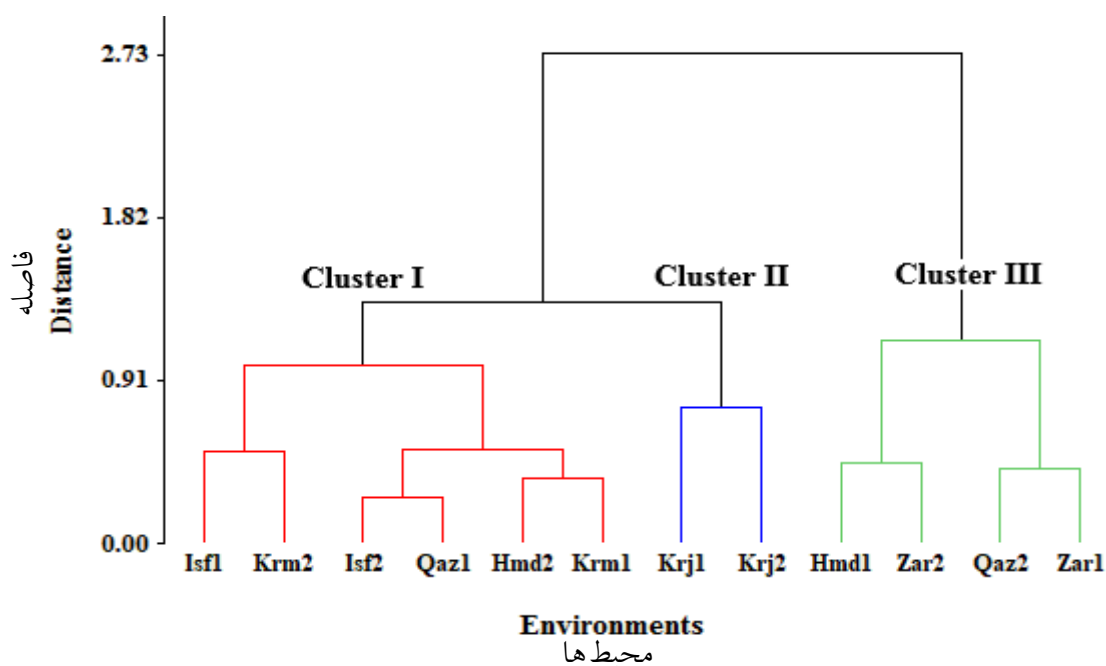 2.73
1.82
0.91
0.00
فاصله
Distance
Cluster I
Cluster II
Cluster III
Isf1 Krm2 Isf2 Qaz1 Hmd2 Krm1 Krj1 Krj2 Hmd1 Zar2 Qaz2 Zar1
Environments
محیط ها